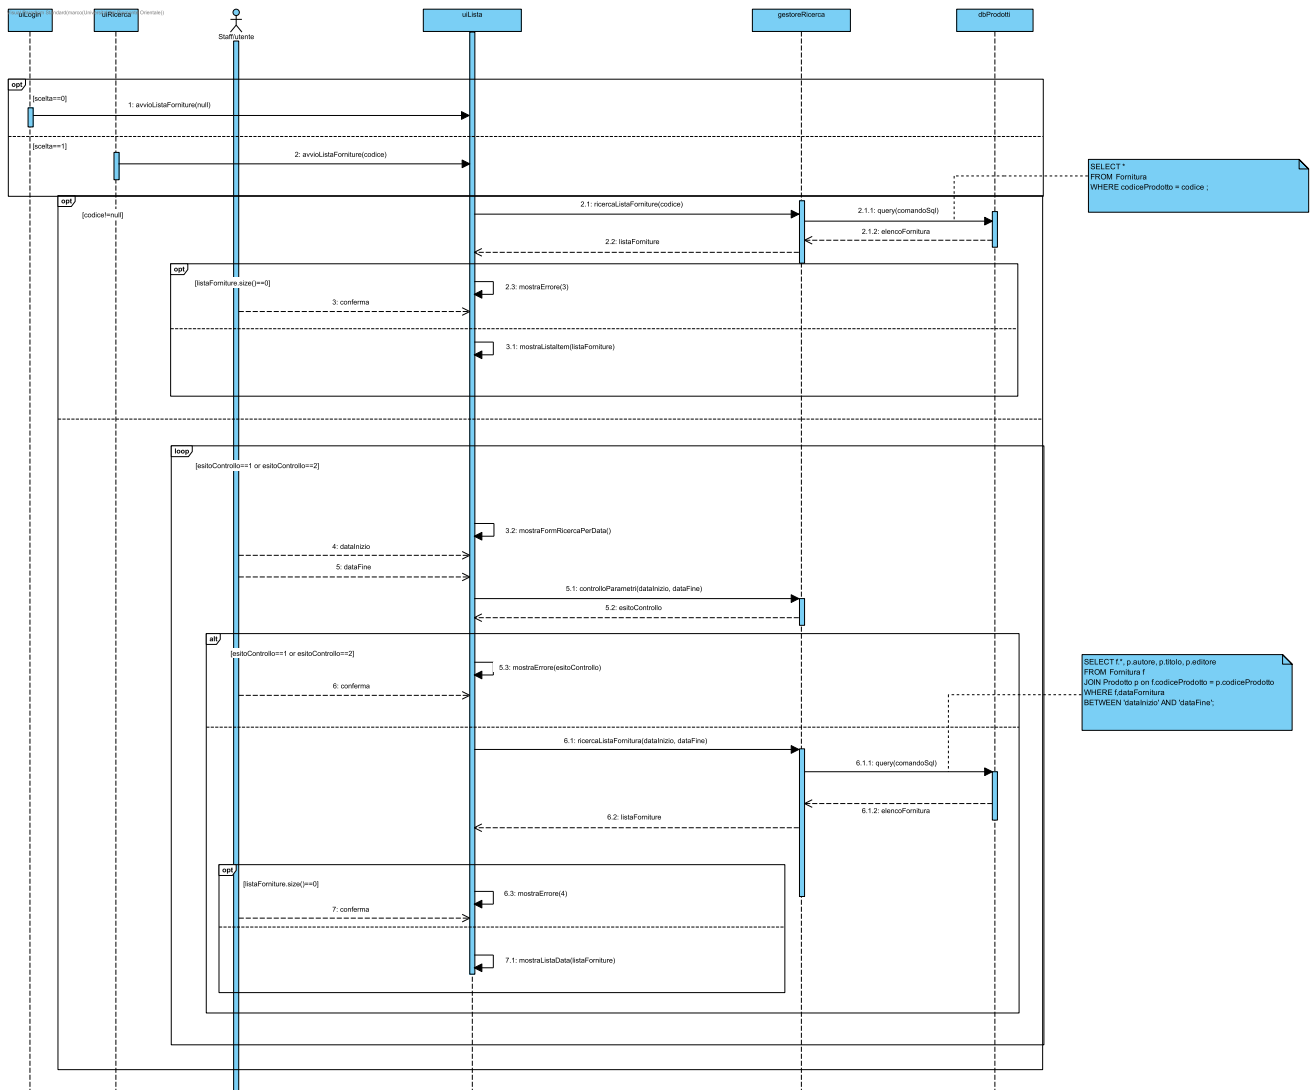 uiLogin
uiRicerca
Staff/utente
uiLista
gestoreRicerca
dbProdotti
opt
[scelta==0]
1: avvioListaForniture(null)
[scelta==1]
2: avvioListaForniture(codice)
SELECT *
FROM Fornitura
WHERE codiceProdotto = codice ;
opt
[codice!=null]
2.1: ricercaListaForniture(codice)
2.1.1: query(comandoSql)
2.1.2: elencoFornitura
2.2: listaForniture
opt
[listaForniture.size()==0]
2.3: mostraErrore(3)
3: conferma
3.1: mostraListaItem(listaForniture)
loop
[esitoControllo==1 or esitoControllo==2]
3.2: mostraFormRicercaPerData()
4: dataInizio
5: dataFine
5.1: controlloParametri(dataInizio, dataFine)
5.2: esitoControllo
alt
[esitoControllo==1 or esitoControllo==2]
5.3: mostraErrore(esitoControllo)
6: conferma
SELECT f.*, p.autore, p.titolo, p.editore
FROM Fornitura f
JOIN Prodotto p on f.codiceProdotto = p.codiceProdotto
WHERE f.dataFornitura
BETWEEN 'dataInizio' AND 'dataFine';
6.1: ricercaListaFornitura(dataInizio, dataFine)
6.1.1: query(comandoSql)
6.1.2: elencoFornitura
6.2: listaForniture
opt
[listaForniture.size()==0]
6.3: mostraErrore(4)
7: conferma
7.1: mostraListaData(listaForniture)